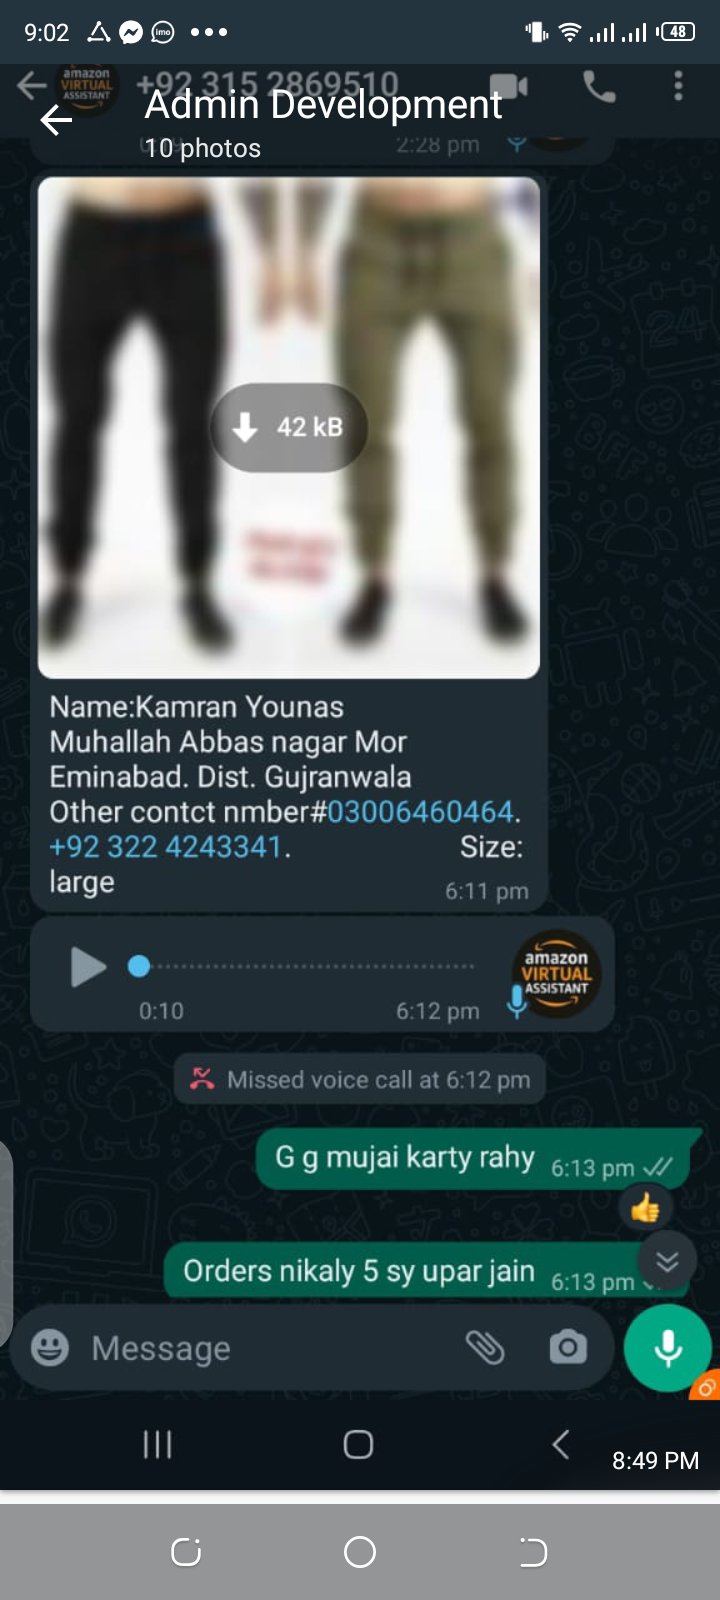 9:02
imo
48
amazon
VIRTUAL
ASSISTANT
+92 315 2869510
Admin Development
10 photos
0:19
2:28 pm
42 kB
Name:Kamran Younas
Muhallah Abbas nagar Mor
Eminabad. Dist. Gujranwala
Other contct nmber#03006460464.
+92 322 4243341. Size:
large
6:11 pm
amazon
VIRTUAL
ASSISTANT
0:10
6:12 pm
Missed voice call at 6:12 pm
G g mujai karty rahy 6:13 pm
Orders nikaly 5 sy upar jain 6:13 pm
Message
8:49 PM